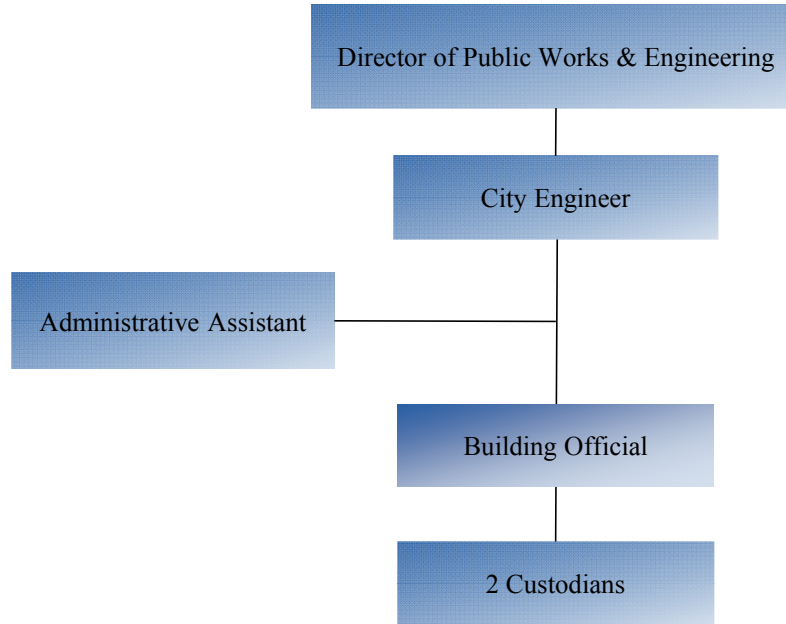 Director of Public Works & Engineering
City Engineer
Administrative Assistant
Building Official
2 Custodians